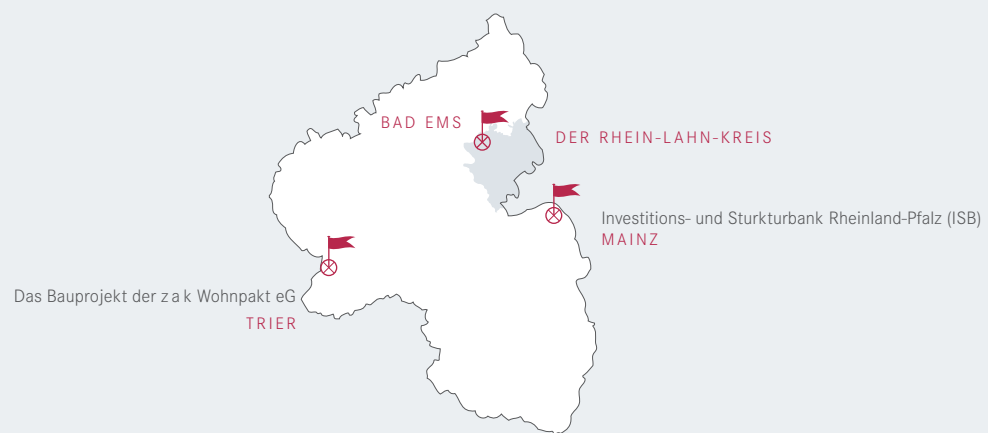 BAD EMS
DER RHEIN-LAHN-KREIS
Investitions- und Sturkturbank Rheinland-Pfalz (ISB)
MAINZ
Das Bauprojekt der z a k Wohnpakt eG
TRIER